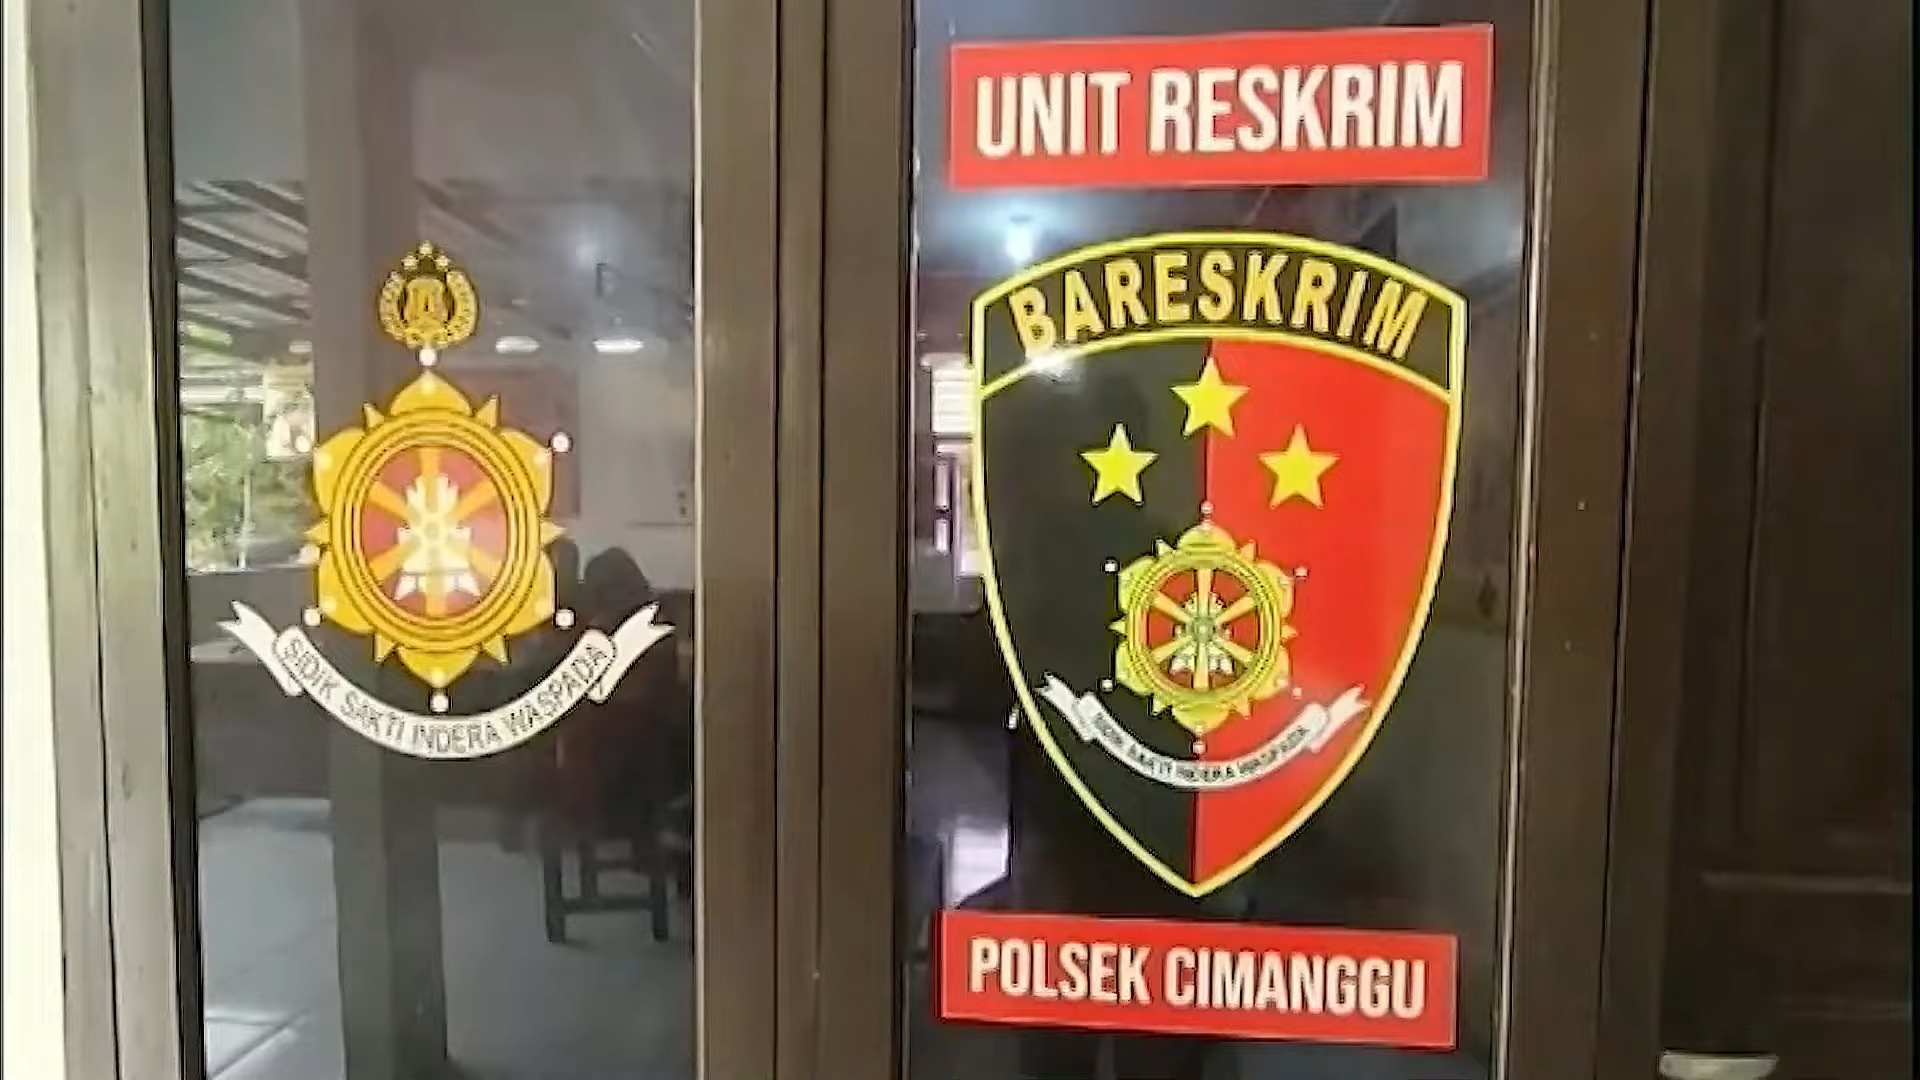 SIDIK SAKTI INDERA WASPADA
UNIT RESKRIM
BARESKRIM
SIDIK SAKTI INDERA WASPADA
POLSEK CIMANGGU